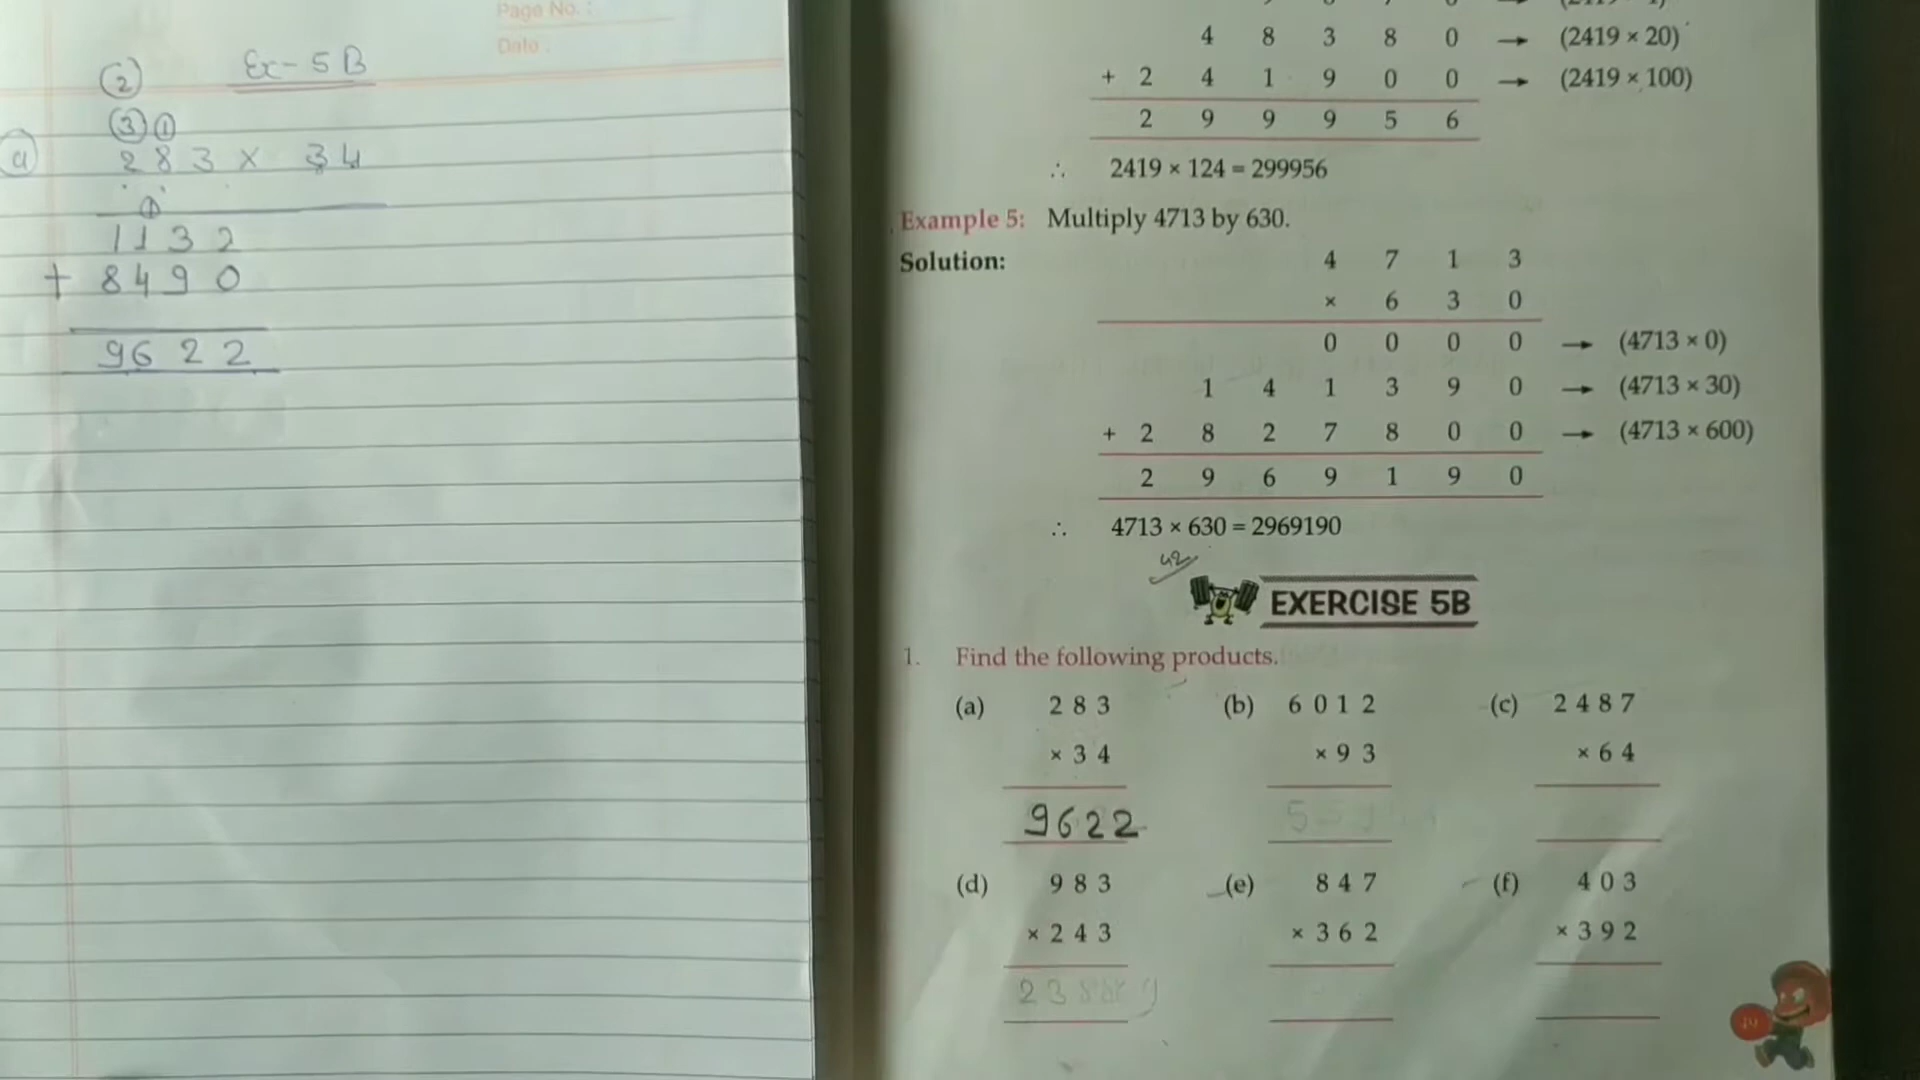 Page No. :
Date :
② Ex - 5B
③ ①
a 283 x 34
①
1132
+ 8490
9622
4 8 3 8 0 → (2419 × 20)
+ 2 4 1 9 0 0 → (2419 × 100)
2 9 9 9 5 6
∴ 2419 × 124 = 299956
Example 5: Multiply 4713 by 630.
Solution: 4 7 1 3
× 6 3 0
0 0 0 0 → (4713 × 0)
1 4 1 3 9 0 → (4713 × 30)
+ 2 8 2 7 8 0 0 → (4713 × 600)
2 9 6 9 1 9 0
∴ 4713 × 630 = 2969190
42
EXERCISE 5B
1. Find the following products.
(a) 2 8 3 (b) 6 0 1 2 (c) 2 4 8 7
× 3 4 × 9 3 × 6 4
9622
(d) 9 8 3 (e) 8 4 7 (f) 4 0 3
× 2 4 3 × 3 6 2 × 3 9 2